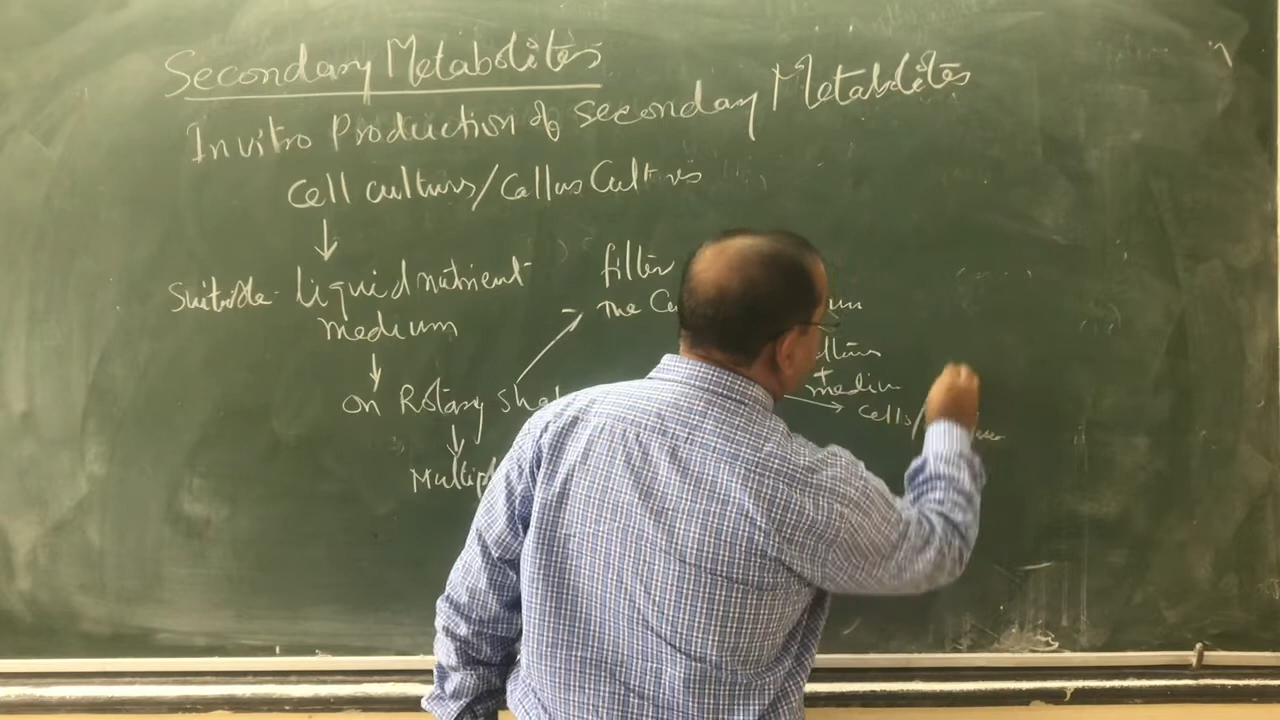 Secondary Metabolites
Invitro Production of secondary Metabolites
Cell cultures/Callus Cultures
Suitable liquid nutrient
medium
on Rotary
filter
the
medium
cells/